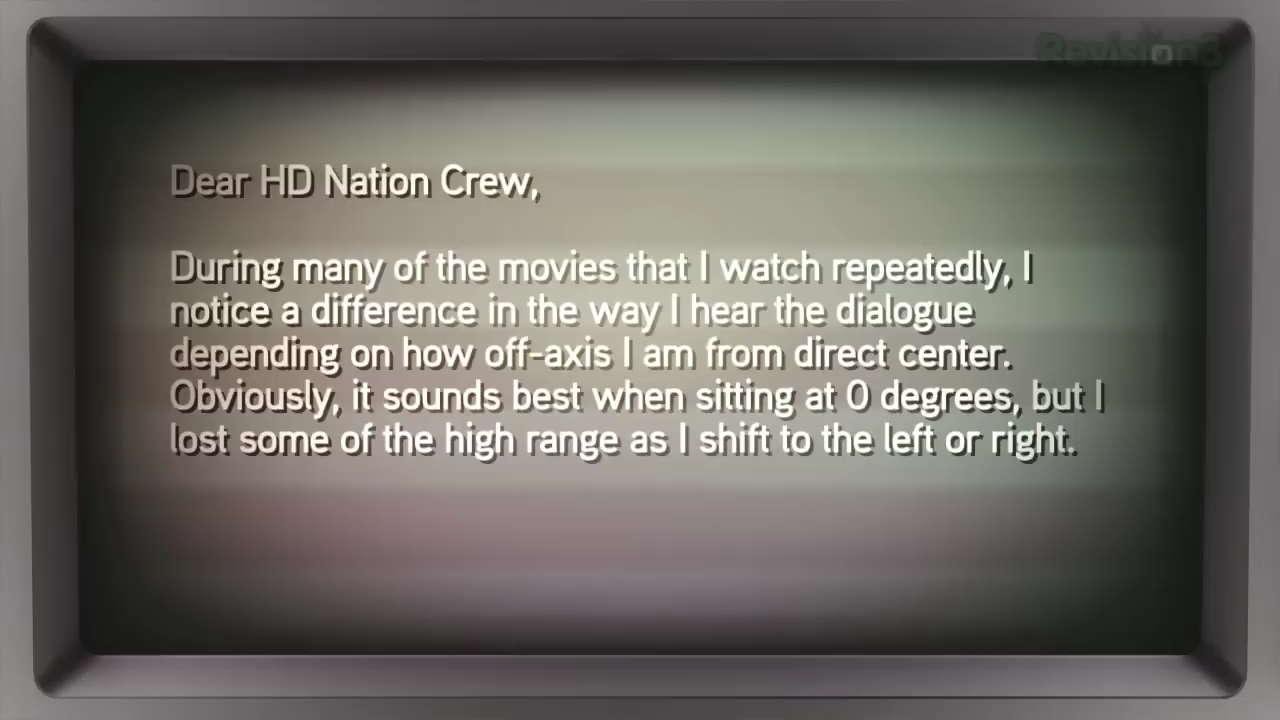 Revision3
Dear HD Nation Crew,
During many of the movies that I watch repeatedly, I
notice a difference in the way I hear the dialogue
depending on how off-axis I am from direct center.
Obviously, it sounds best when sitting at 0 degrees, but I
lost some of the high range as I shift to the left or right.